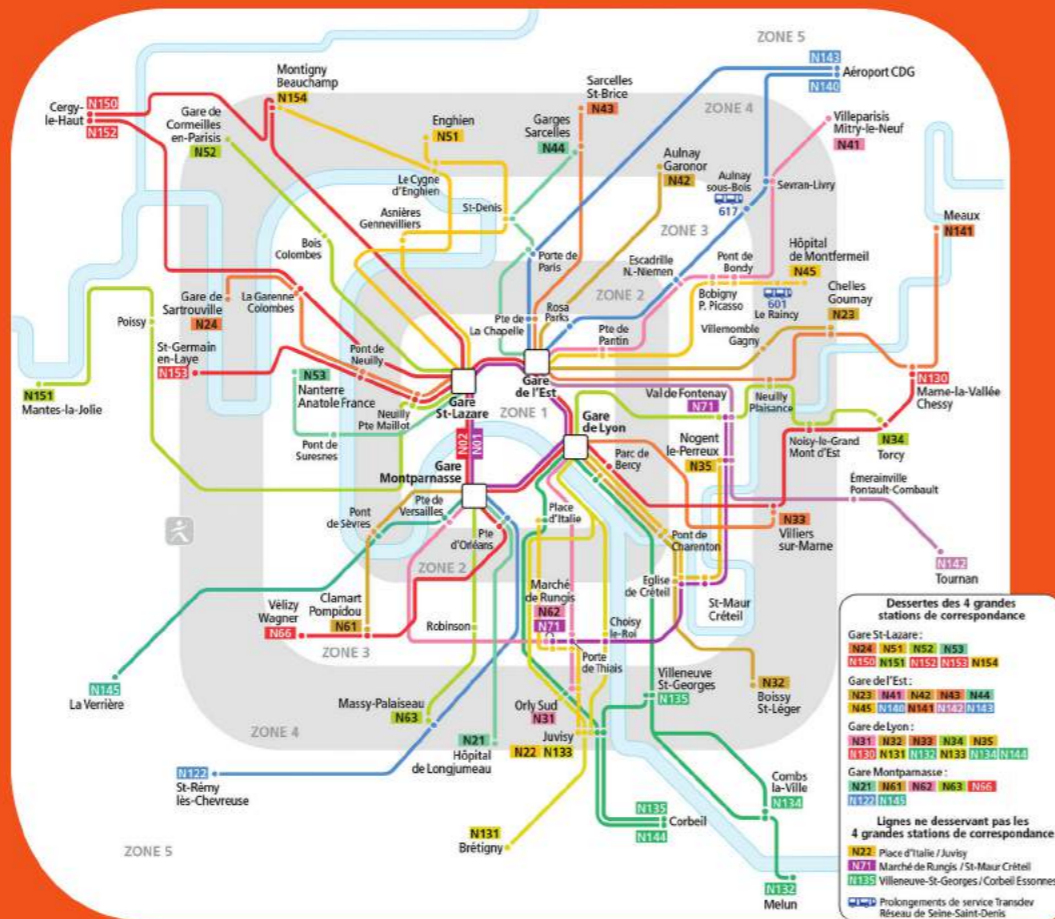 ZONE 5
N143
Aéroport CDG
N140
Montigny
Beauchamp
N154
Sarcelles
St-Brice
N43
ZONE 4
N150
Cergy-
le-Haut
N152
Gare de
Cormeilles
en-Parisis
N52
Enghien
N51
Garges
Sarcelles
N44
Villeparisis
Mitry-le-Neuf
N41
Aulnay
Garonor
N42
Aulnay
sous-Bois
617
Sevran-Livry
Le Cygne
d'Enghien
St-Denis
Asnières
Gennevilliers
ZONE 3
Meaux
N141
Bois
Colombes
Porte de
Paris
Escadrille
N.-Niemen
Pont de
Bondy
Hôpital
de Montfermeil
N45
ZONE 2
Gare de
Sartrouville
N24
La Garenne
Colombes
Bobigny
P. Picasso
601
Le Raincy
Chelles
Gournay
N23
Poissy
Pte de
La Chapelle
Rosa
Parks
Pte de
Pantin
Villemomble
Gagny
St-Germain
en-Laye
N153
Pont de
Neuilly
N53
Nanterre
Anatole France
Gare
de l'Est
N151
Mantes-la-Jolie
Neuilly
Pte Maillot
Gare
St-Lazare
ZONE 1
Gare
de Lyon
Val de Fontenay
N71
Neuilly
Plaisance
N130
Marne-la-Vallée
Chessy
Pont de
Suresnes
N02
N01
Nogent
le-Perreux
N35
Noisy-le-Grand
Mont d'Est
N34
Torcy
Gare
Montparnasse
Parc de
Bercy
Émerainville
Pontault-Combault
Pte de
Versailles
Place
d'Italie
Pont
de Sèvres
Pte
d'Orléans
Pont de
Charenton
N33
Villiers
sur-Marne
N142
Tournan
ZONE 2
Marché
de Rungis
N62
N71
Eglise
de Créteil
St-Maur
Créteil
Vélizy
Wagner
N66
Clamart
Pompidou
N61
Robinson
Choisy
le-Roi
ZONE 3
Porte
de Thiais
N145
La Verrière
Villeneuve
St-Georges
N135
N32
Boissy
St-Léger
Massy-Palaiseau
N63
Orly Sud
N31
ZONE 4
N21
Hôpital
de Longjumeau
Juvisy
N22 N133
N122
St-Rémy
lès-Chevreuse
Combs
la-Ville
N134
N135
Corbeil
N144
N131
Brétigny
ZONE 5
N132
Melun
Dessertes des 4 grandes
stations de correspondance
Gare St-Lazare :
N24 N51 N52 N53
N150 N151 N152 N153 N154
Gare de l'Est :
N23 N41 N42 N43 N44
N45 N140 N141 N142 N143
Gare de Lyon :
N31 N32 N33 N34 N35
N130 N131 N132 N133 N134 N144
Gare Montparnasse :
N21 N61 N62 N63 N66
N122 N145
Lignes ne desservant pas les
4 grandes stations de correspondance
N22 Place d'Italie / Juvisy
N71 Marché de Rungis / St-Maur Créteil
N135 Villeneuve-St-Georges / Corbeil Essonnes
Prolongements de service Transdev
Réseau de Seine-Saint-Denis